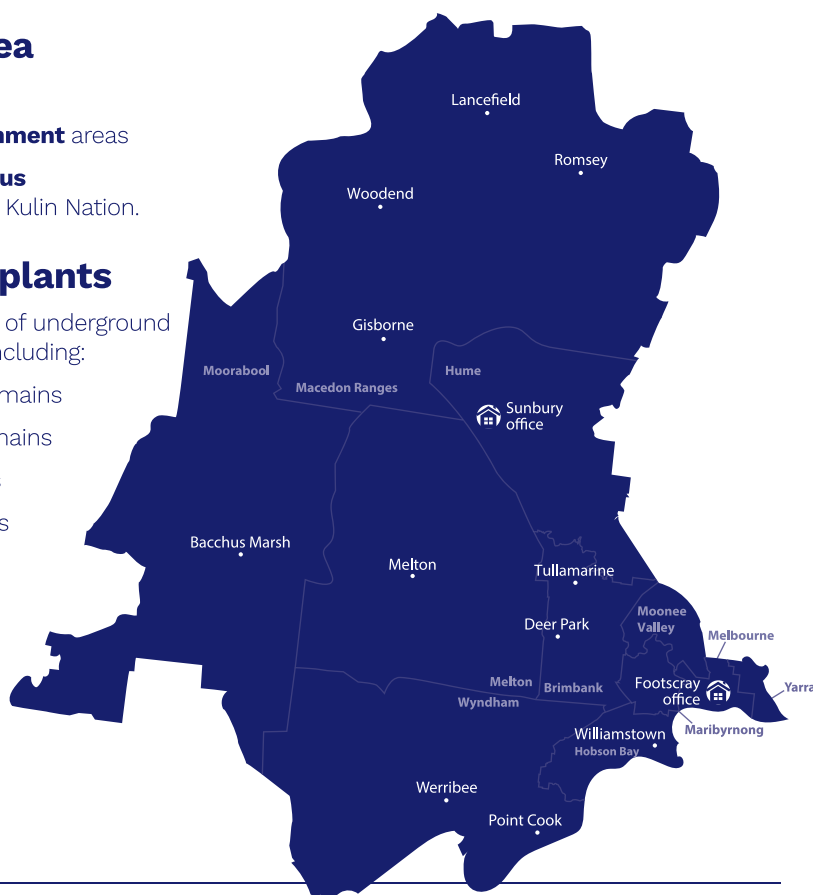 ea
nment areas
us
Kulin Nation.
plants
of underground
ncluding:
mains
nains
s
Lancefield
Romsey
Woodend
Gisborne
Moorabool
Macedon Ranges
Hume
Sunbury
office
Bacchus Marsh
Melton
Tullamarine
Deer Park
Moonee
Valley
Melbourne
Melton
Brimbank
Wyndham
Footscray
office
Yarra
Maribyrnong
Williamstown
Hobson Bay
Werribee
Point Cook